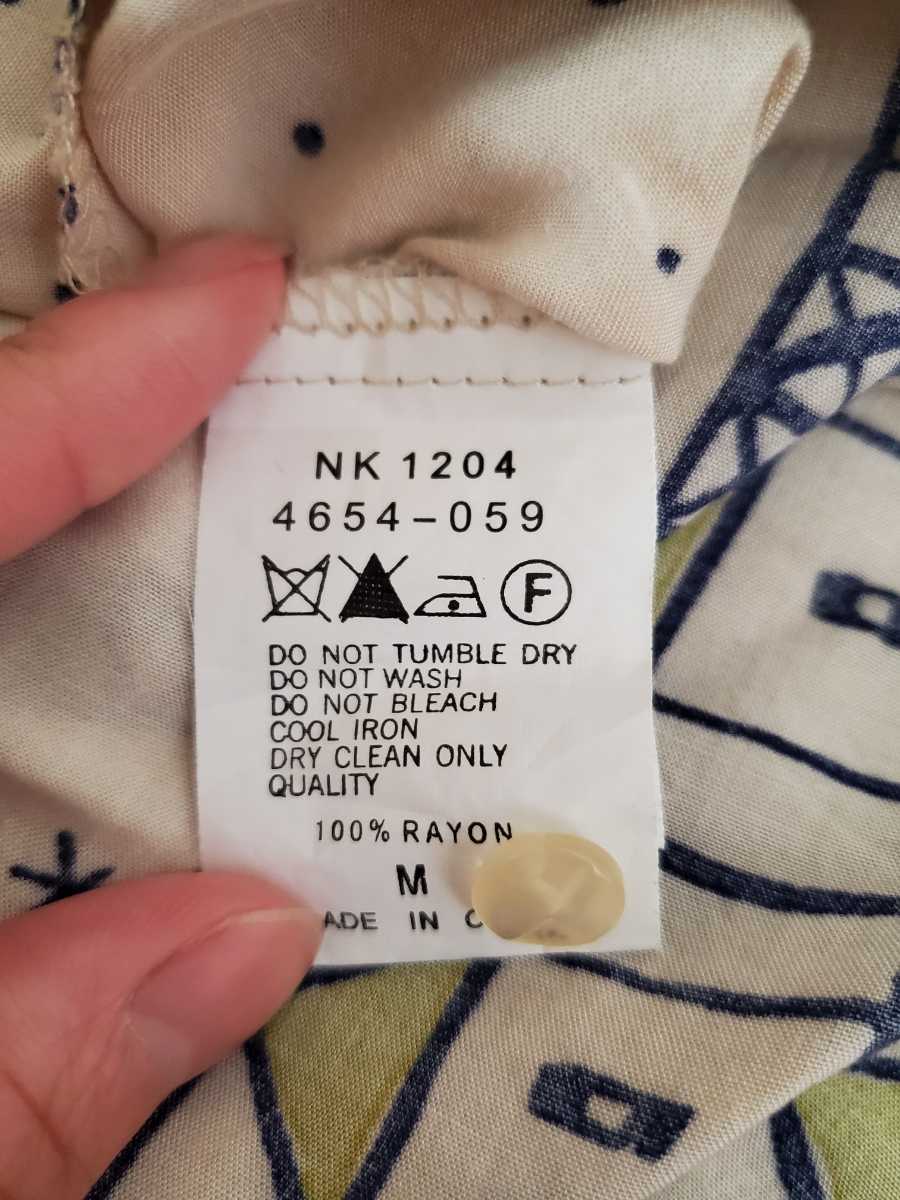 NK 1204
4654-059
F
DO NOT TUMBLE DRY
DO NOT WASH
DO NOT BLEACH
COOL IRON
DRY CLEAN ONLY
QUALITY
100% RAYON
M
IN